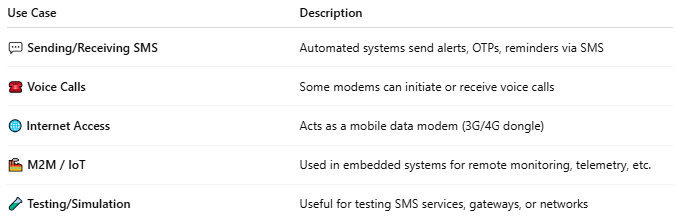 Use Case Description
💬 Sending/Receiving SMS Automated systems send alerts, OTPs, reminders via SMS
☎️ Voice Calls Some modems can initiate or receive voice calls
🌐 Internet Access Acts as a mobile data modem (3G/4G dongle)
🏭 M2M / IoT Used in embedded systems for remote monitoring, telemetry, etc.
🧪 Testing/Simulation Useful for testing SMS services, gateways, or networks